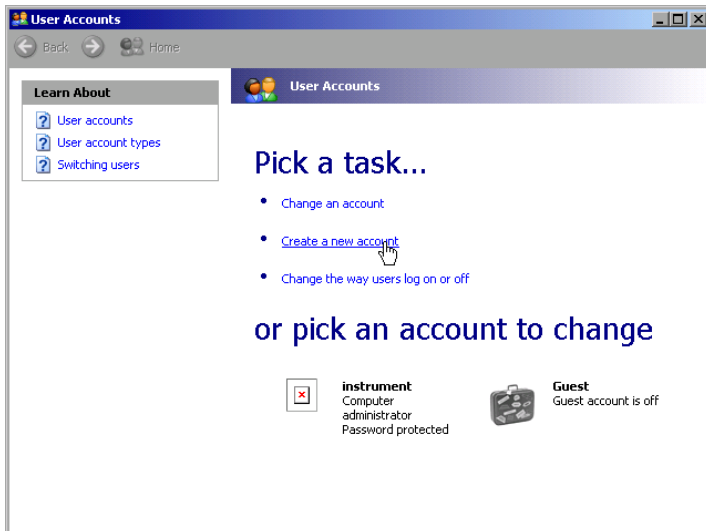 User Accounts
Back Home
Learn About
User accounts
User account types
Switching users
User Accounts
Pick a task...
Change an account
Create a new account
Change the way users log on or off
or pick an account to change
instrument
Computer
administrator
Password protected
Guest
Guest account is off